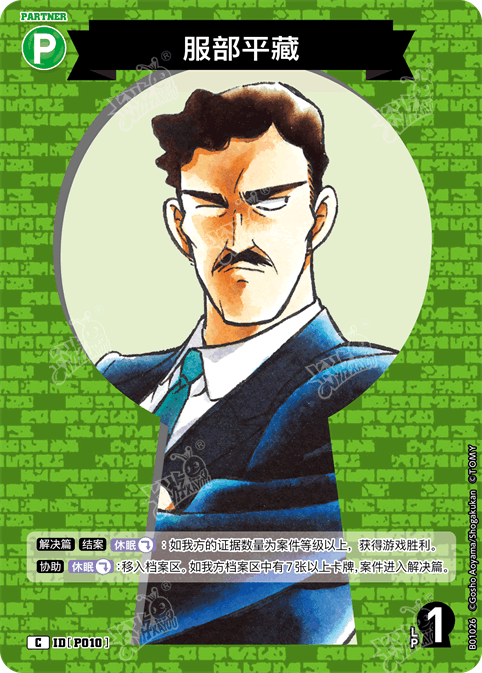 PARTNER
P
服部平藏
解决篇 结案 休眠 ：如我方的证据数量为案件等级以上，获得游戏胜利。
协助 休眠 ：移入档案区。如我方档案区中有7张以上卡牌，案件进入解决篇。
C ID[P010]
LP 1
B01026 ©Gosho Aoyama/Shogakukan ©TOMY